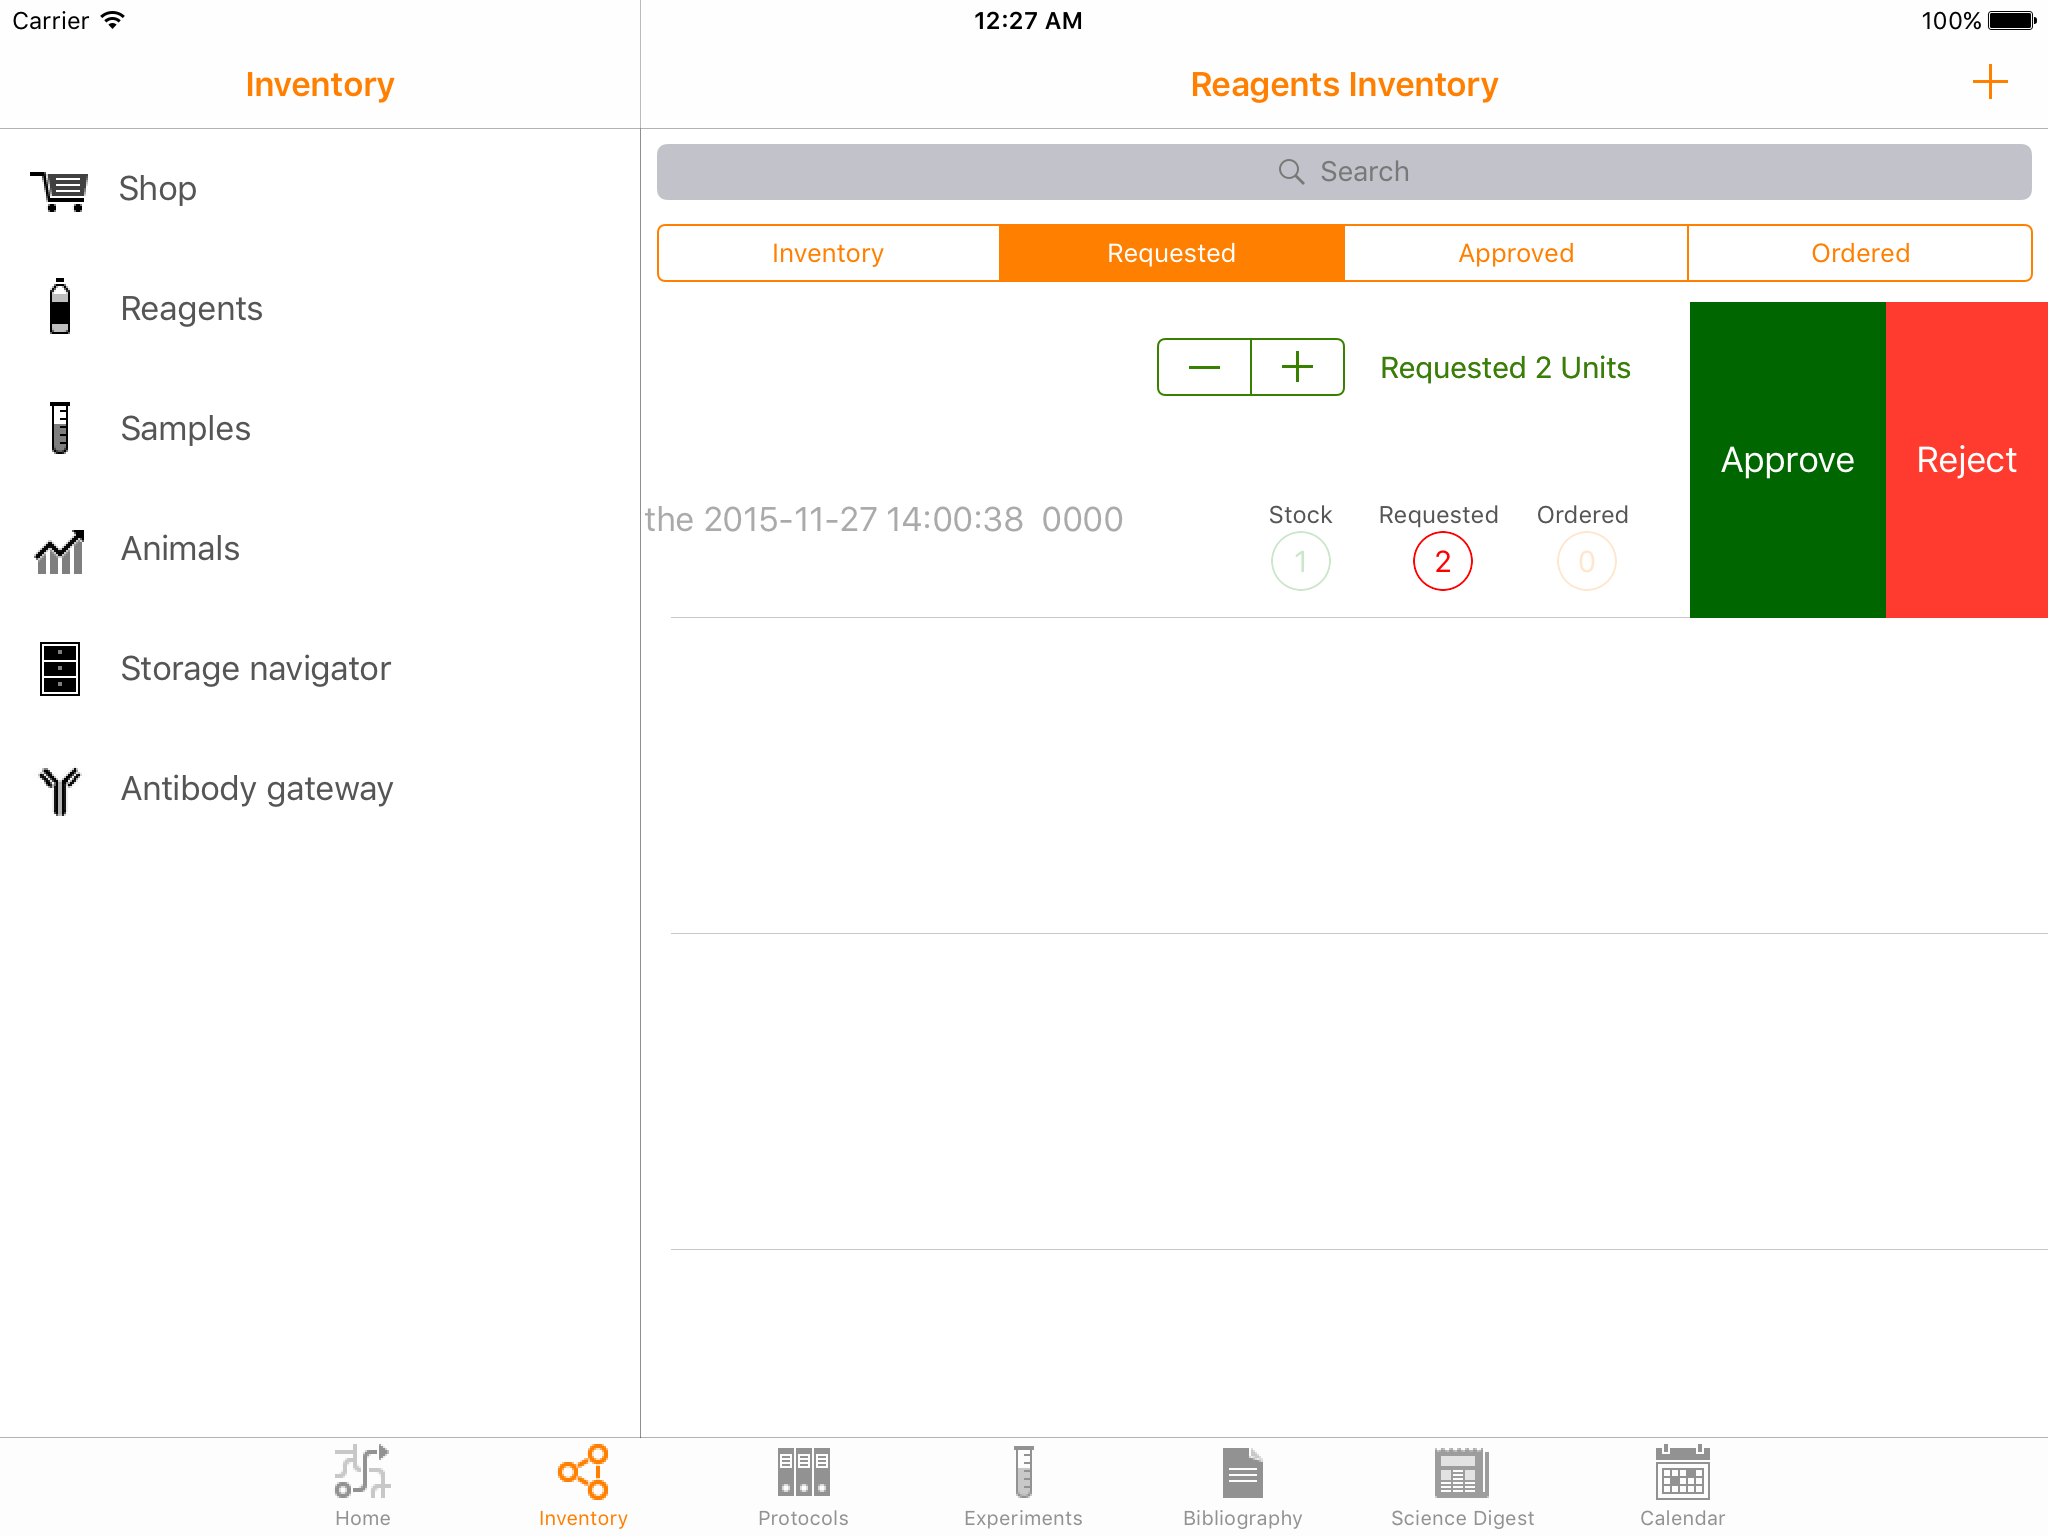 Carrier 12:27 AM 100%
Inventory
Reagents Inventory
Shop
Reagents
Samples
Animals
Storage navigator
Antibody gateway
Search
Inventory Requested Approved Ordered
Requested 2 Units
Approve Reject
the 2015-11-27 14:00:38 0000
Stock Requested Ordered
1 2 0
Home Inventory Protocols Experiments Bibliography Science Digest Calendar